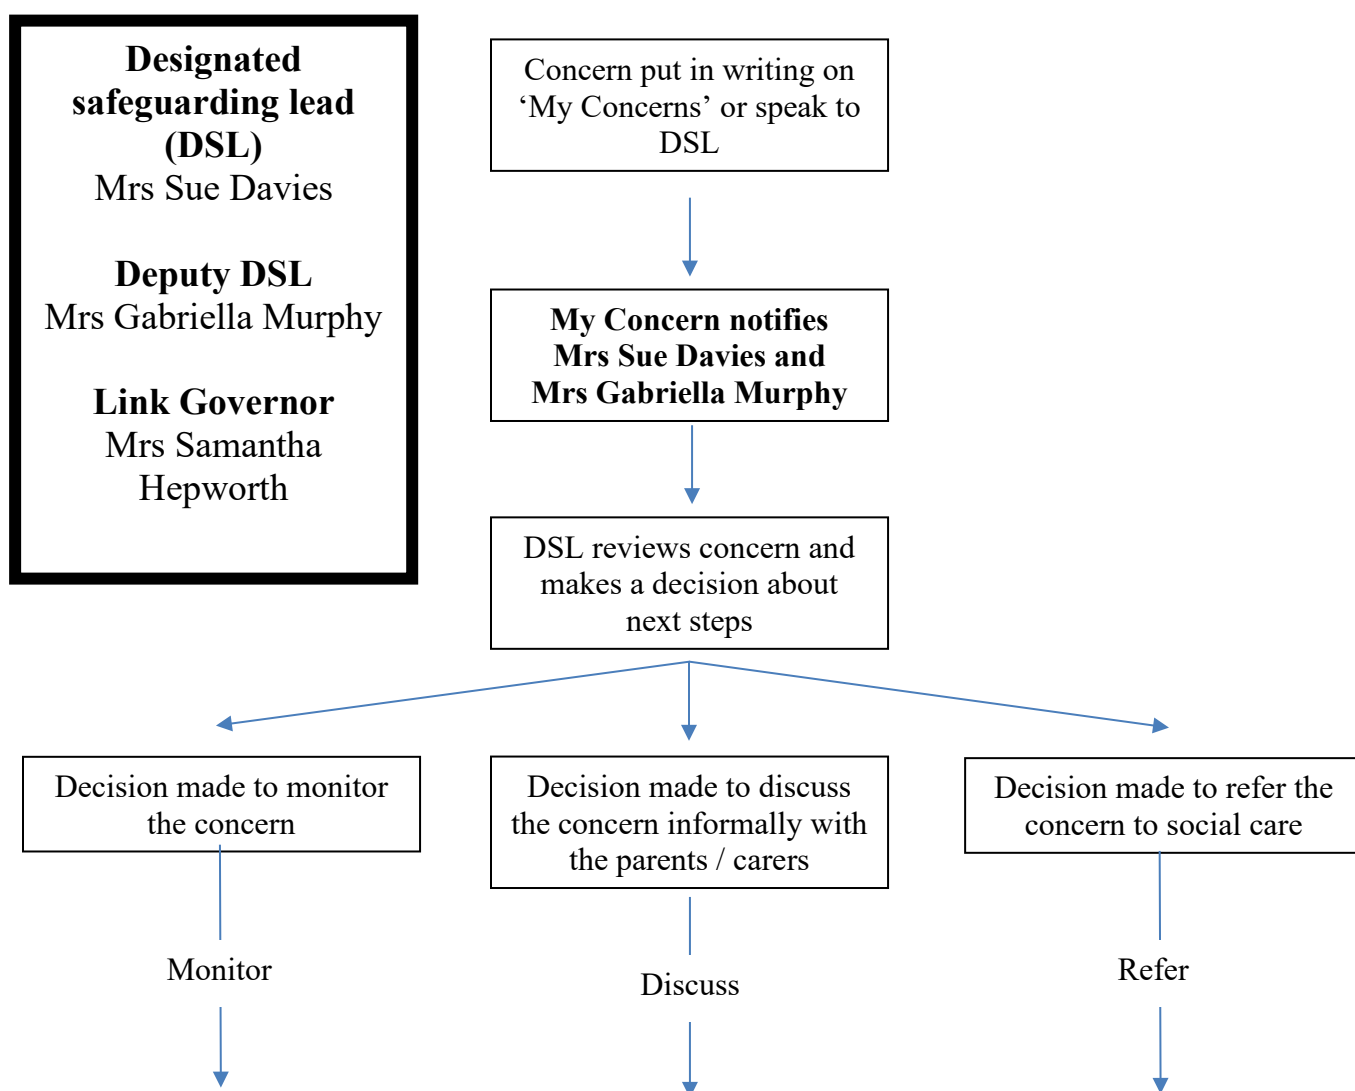 Designated
safeguarding lead
(DSL)
Mrs Sue Davies
Deputy DSL
Mrs Gabriella Murphy
Link Governor
Mrs Samantha
Hepworth
Concern put in writing on
‘My Concerns’ or speak to
DSL
My Concern notifies
Mrs Sue Davies and
Mrs Gabriella Murphy
DSL reviews concern and
makes a decision about
next steps
Decision made to monitor
the concern
Decision made to discuss
the concern informally with
the parents / carers
Decision made to refer the
concern to social care
Monitor
Discuss
Refer